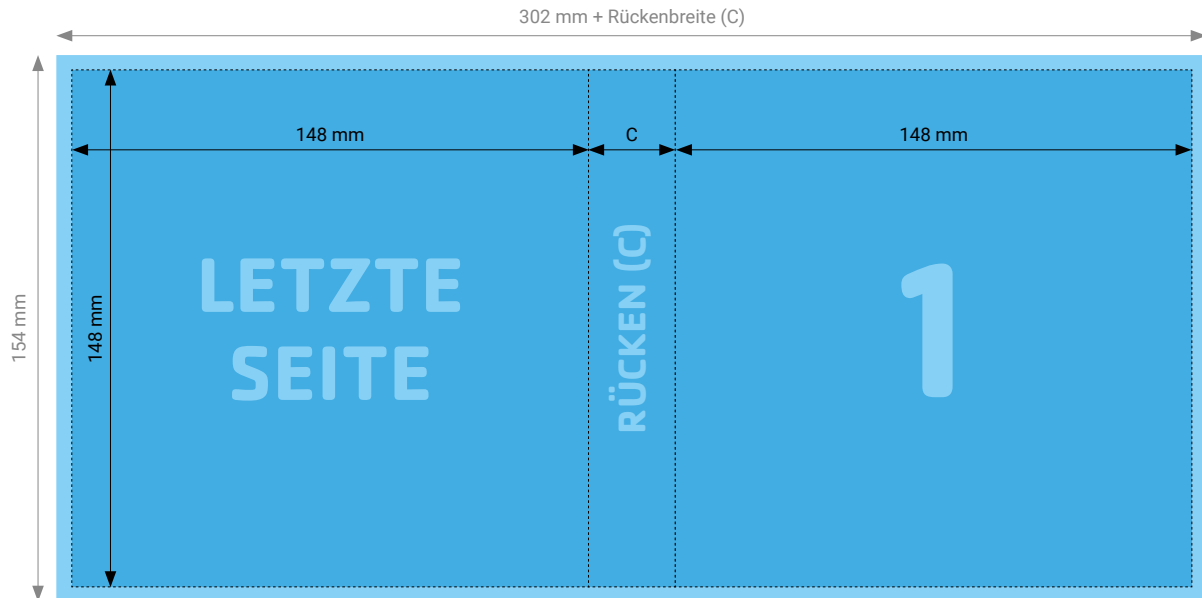 302 mm + Rückenbreite (C)
148 mm
C
148 mm
154 mm
148 mm
LETZTE
SEITE
RÜCKEN (C)
1